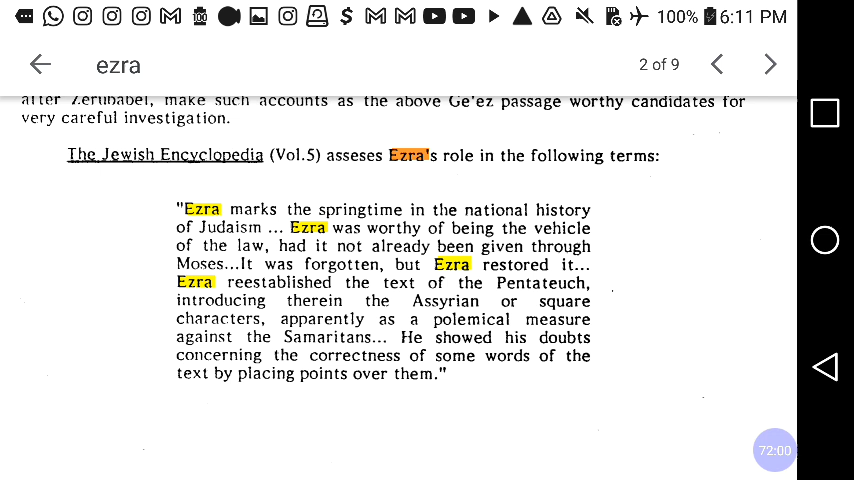 100% 6:11 PM
ezra 2 of 9
after Zerubabel, make such accounts as the above Ge'ez passage worthy candidates for
very careful investigation.
The Jewish Encyclopedia (Vol.5) asseses Ezra's role in the following terms:
"Ezra marks the springtime in the national history
of Judaism ... Ezra was worthy of being the vehicle
of the law, had it not already been given through
Moses...It was forgotten, but Ezra restored it...
Ezra reestablished the text of the Pentateuch,
introducing therein the Assyrian or square
characters, apparently as a polemical measure
against the Samaritans... He showed his doubts
concerning the correctness of some words of the
text by placing points over them."
72:00